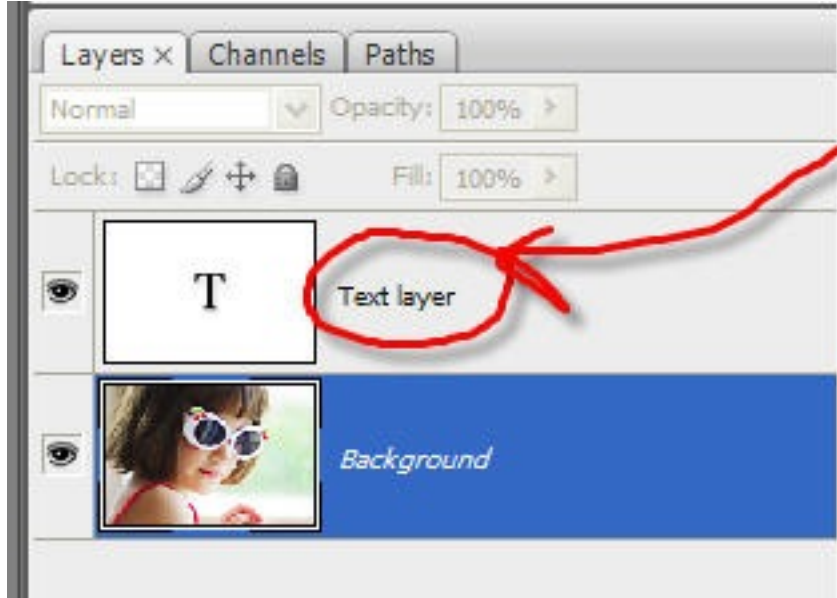 Layers × Channels Paths
Normal Opacity: 100%
Lock: Fill: 100%
T Text layer
Background